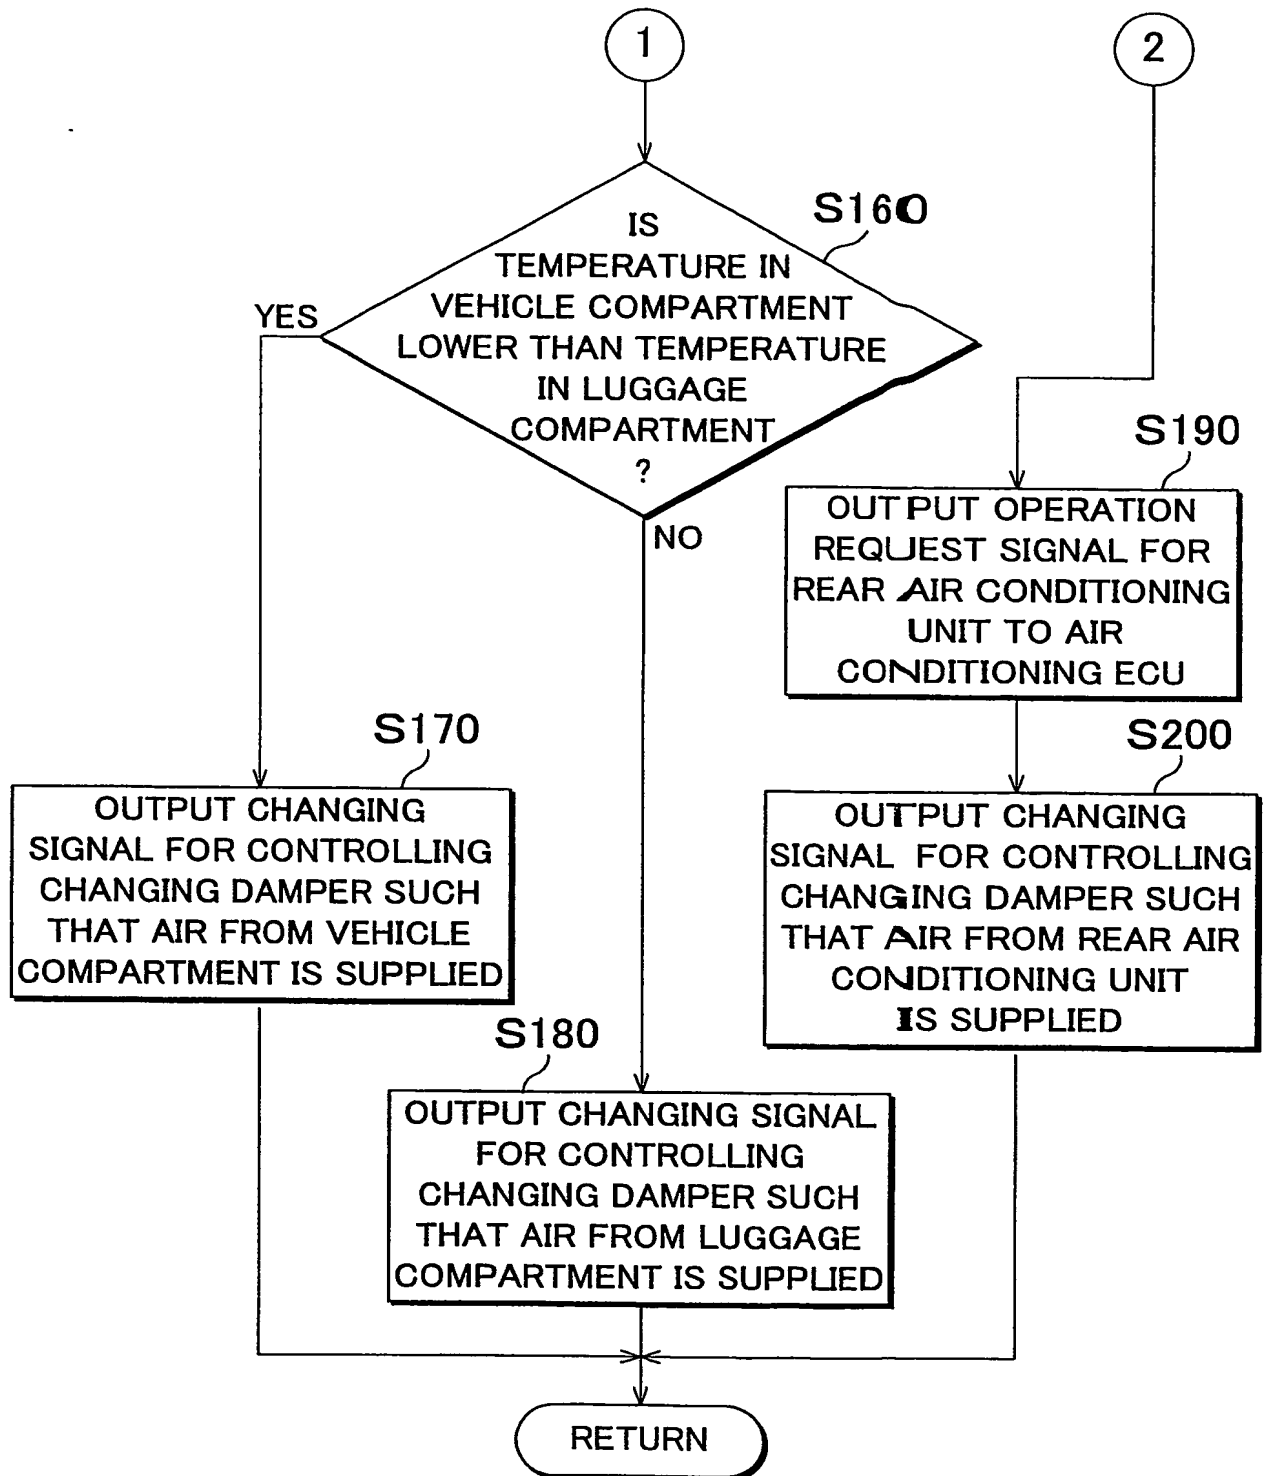 1
2
S160
IS
TEMPERATURE IN
VEHICLE COMPARTMENT
LOWER THAN TEMPERATURE
IN LUGGAGE
COMPARTMENT
?
YES
NO
S190
OUTPUT OPERATION
REQUEST SIGNAL FOR
REAR AIR CONDITIONING
UNIT TO AIR
CONDITIONING ECU
S170
OUTPUT CHANGING
SIGNAL FOR CONTROLLING
CHANGING DAMPER SUCH
THAT AIR FROM VEHICLE
COMPARTMENT IS SUPPLIED
S200
OUTPUT CHANGING
SIGNAL FOR CONTROLLING
CHANGING DAMPER SUCH
THAT AIR FROM REAR AIR
CONDITIONING UNIT
IS SUPPLIED
S180
OUTPUT CHANGING SIGNAL
FOR CONTROLLING
CHANGING DAMPER SUCH
THAT AIR FROM LUGGAGE
COMPARTMENT IS SUPPLIED
RETURN